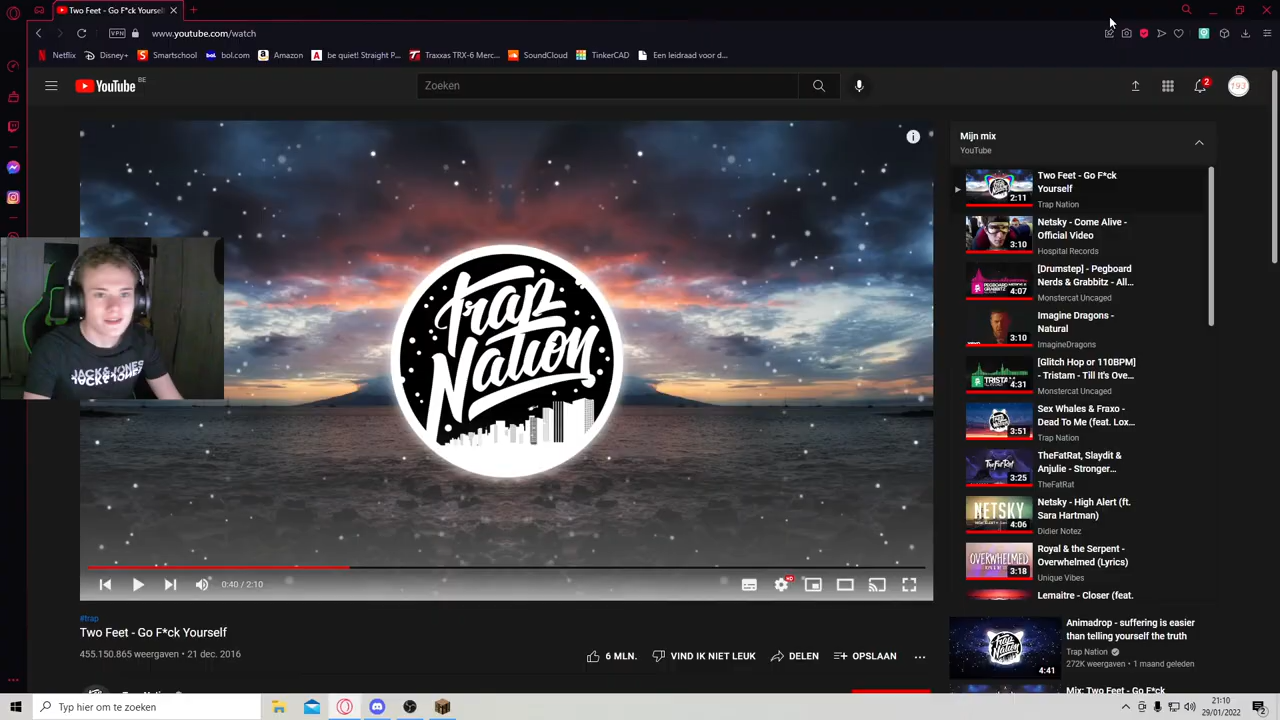 Two Feet - Go F*ck Yourself
VPN
www.youtube.com/watch
Netflix
Disney+
Smartschool
bol.com
Amazon
be quiet! Straight P...
Traxxas TRX-6 Merc...
SoundCloud
TinkerCAD
Een leidraad voor d...
YouTube
BE
Zoeken
2
193
Mijn mix
YouTube
Two Feet - Go F*ck
Yourself
Trap Nation
2:11
Netsky - Come Alive -
Official Video
Hospital Records
3:10
[Drumstep] - Pegboard
Nerds & Grabbitz - All...
Monstercat Uncaged
4:07
Imagine Dragons -
Natural
ImagineDragons
3:10
[Glitch Hop or 110BPM]
- Tristam - Till It's Ove...
Monstercat Uncaged
4:31
Sex Whales & Fraxo -
Dead To Me (feat. Lox...
Trap Nation
3:51
TheFatRat, Slaydit &
Anjulie - Stronger...
TheFatRat
3:25
Netsky - High Alert (ft.
Sara Hartman)
Didier Notez
NETSKY
4:06
Royal & the Serpent -
Overwhelmed (Lyrics)
Unique Vibes
OVERWHELMED
3:18
Lemaitre - Closer (feat.
Trap
Nation
JACK&JONES
0:40 / 2:10
HD
#trap
Two Feet - Go F*ck Yourself
455.150.865 weergaven • 21 dec. 2016
6 MLN.
VIND IK NIET LEUK
DELEN
OPSLAAN
Animadrop - suffering is easier
than telling yourself the truth
Trap Nation
272K weergaven • 1 maand geleden
4:41
Mix: Two Feet - Go F*ck
Typ hier om te zoeken
21:10
29/01/2022
2